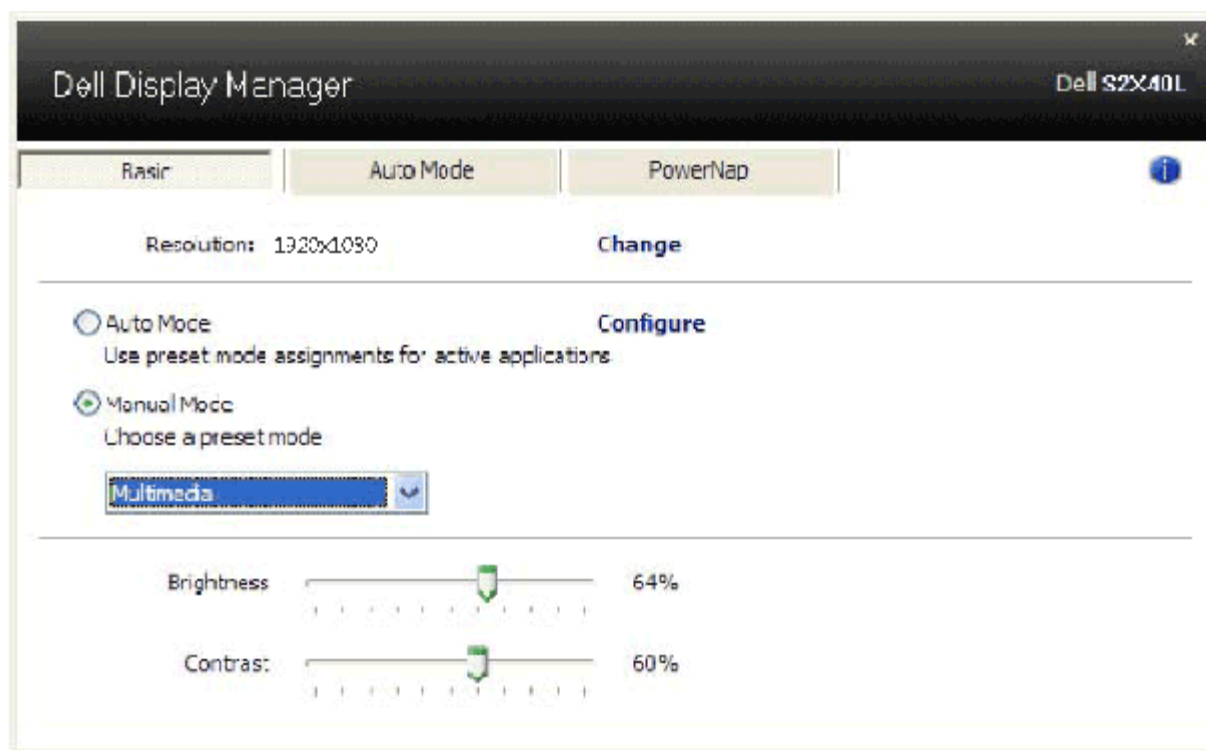 Dell Display Manager
Dell S2X40L
Basic Auto Mode PowerNap
Resolution: 1920x1080 Change
Auto Mode Configure
Use preset mode assignments for active applications
Manual Mode
Choose a preset mode
Multimedia
Brightness 64%
Contrast 60%